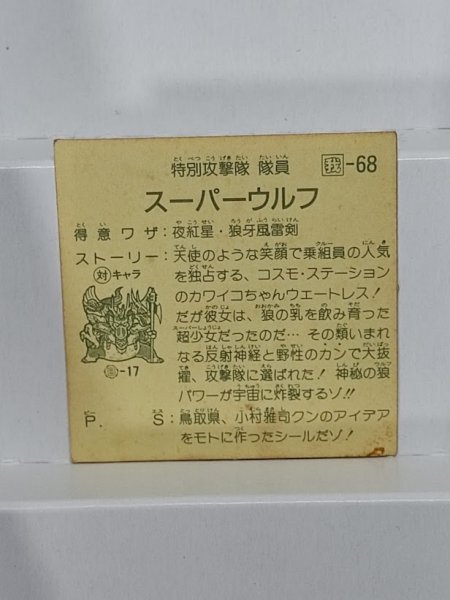 特別攻撃隊 隊員 -68
スーパーウルフ
得意ワザ:夜紅星・狼牙風雷剣
ストーリー:天使のような笑顔で乗組員の人気
を独占する、コスモ・ステーション
のカワイコちゃんウェートレス!
だが彼女は、狼の乳を飲み育った
超少女だったのだ… その類いまれ
なる反射神経と野性のカンで大抜
擢、攻撃隊に選ばれた! 神秘の狼
パワーが宇宙に炸裂するゾ!!
対キャラ
-17
P. S:鳥取県、小村雅司クンのアイデア
をモトに作ったシールだゾ!